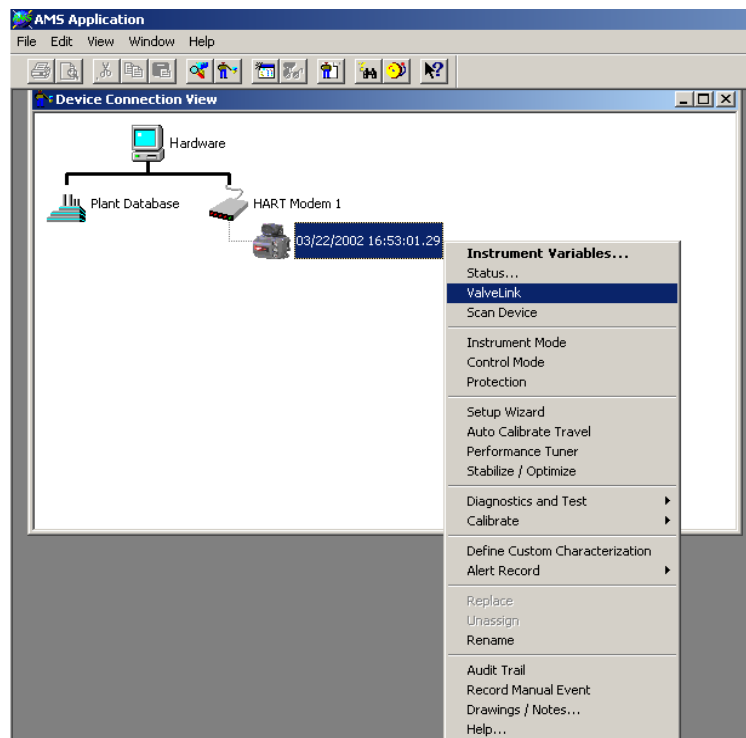 AMS Application
File Edit View Window Help
Device Connection View
Hardware
Plant Database
HART Modem 1
03/22/2002 16:53:01.29
Instrument Variables...
Status...
ValveLink
Scan Device
Instrument Mode
Control Mode
Protection
Setup Wizard
Auto Calibrate Travel
Performance Tuner
Stabilize / Optimize
Diagnostics and Test
Calibrate
Define Custom Characterization
Alert Record
Replace
Unassign
Rename
Audit Trail
Record Manual Event
Drawings / Notes...
Help...